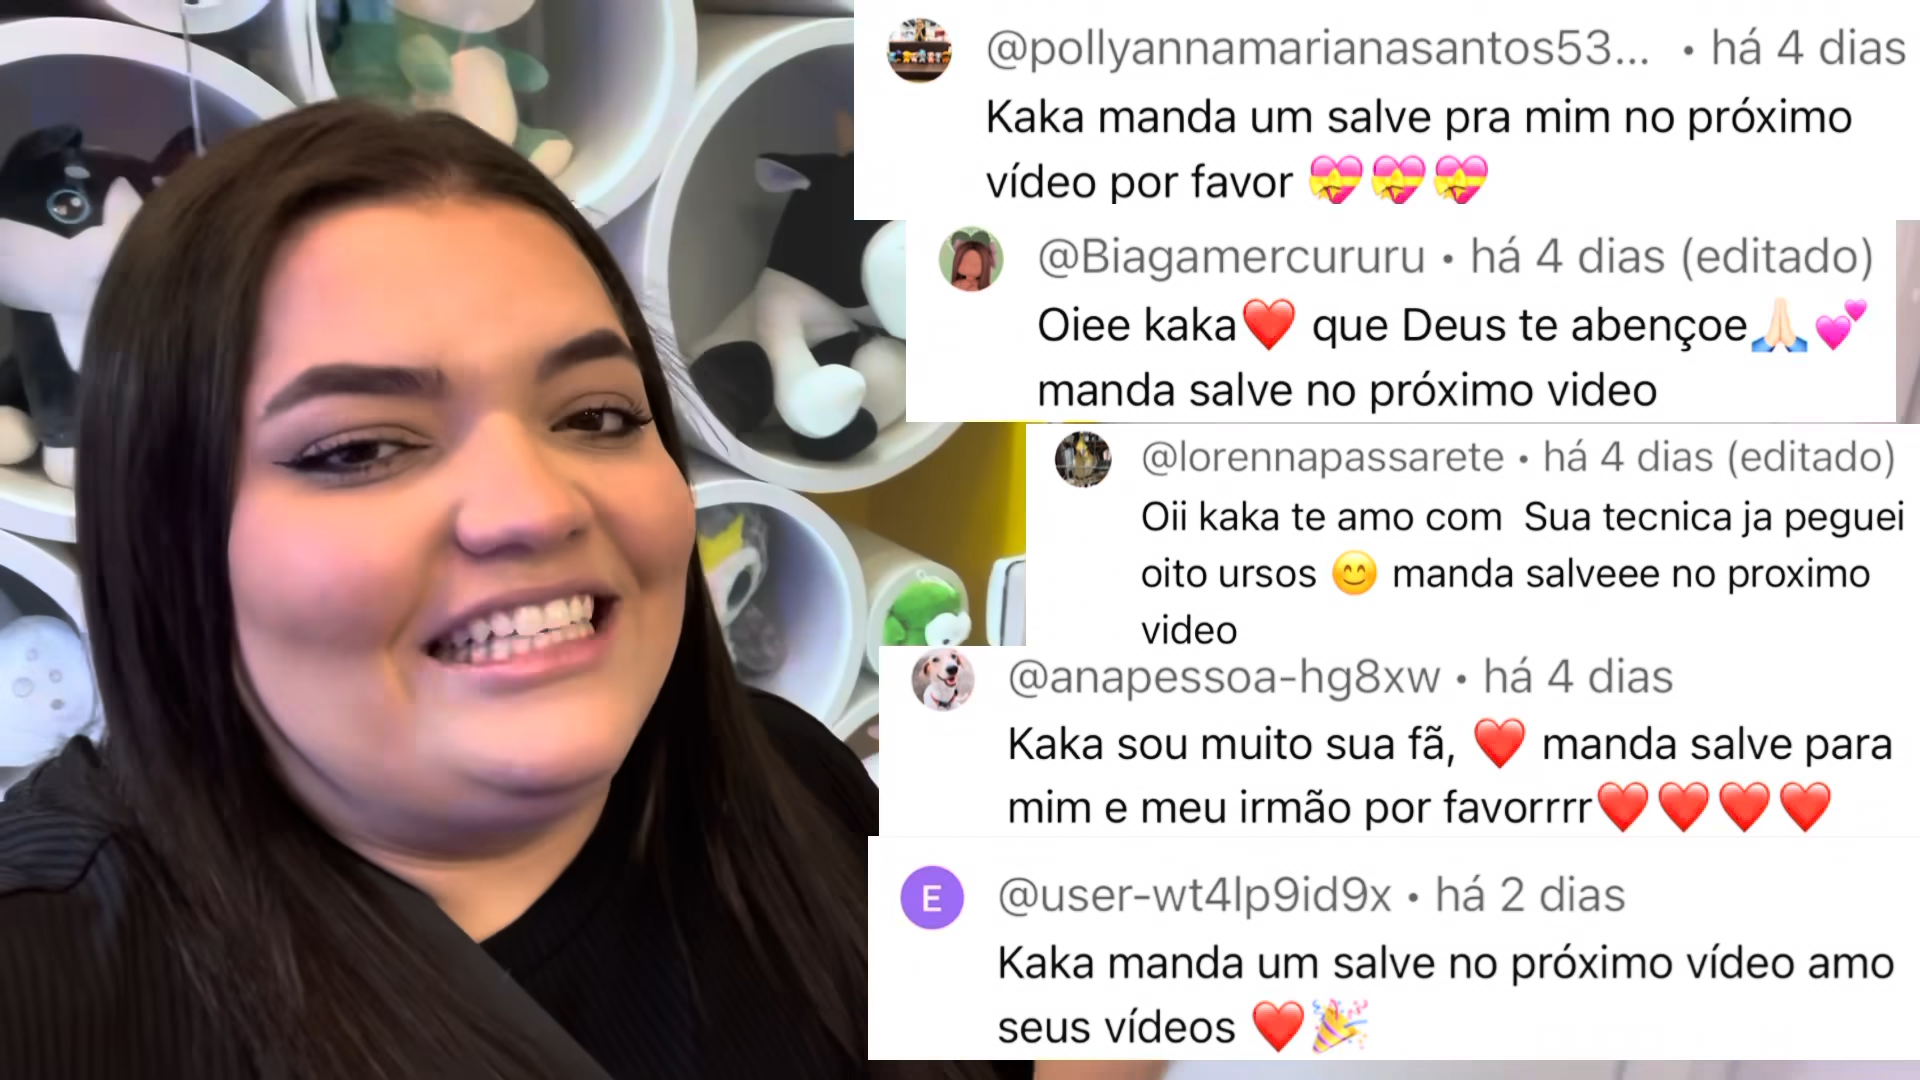 @pollyannamarianasantos53... • há 4 dias
Kaka manda um salve pra mim no próximo
vídeo por favor 💝💝💝
@Biagamercururu • há 4 dias (editado)
Oiee kaka❤️ que Deus te abençoe🙏🏻💕
manda salve no próximo video
@lorennapassarete • há 4 dias (editado)
Oii kaka te amo com Sua tecnica ja peguei
oito ursos 😊 manda salveee no proximo
video
@anapessoa-hg8xw • há 4 dias
Kaka sou muito sua fã, ❤️ manda salve para
mim e meu irmão por favorrrr❤️❤️❤️❤️
E
@user-wt4lp9id9x • há 2 dias
Kaka manda um salve no próximo vídeo amo
seus vídeos ❤️🎉